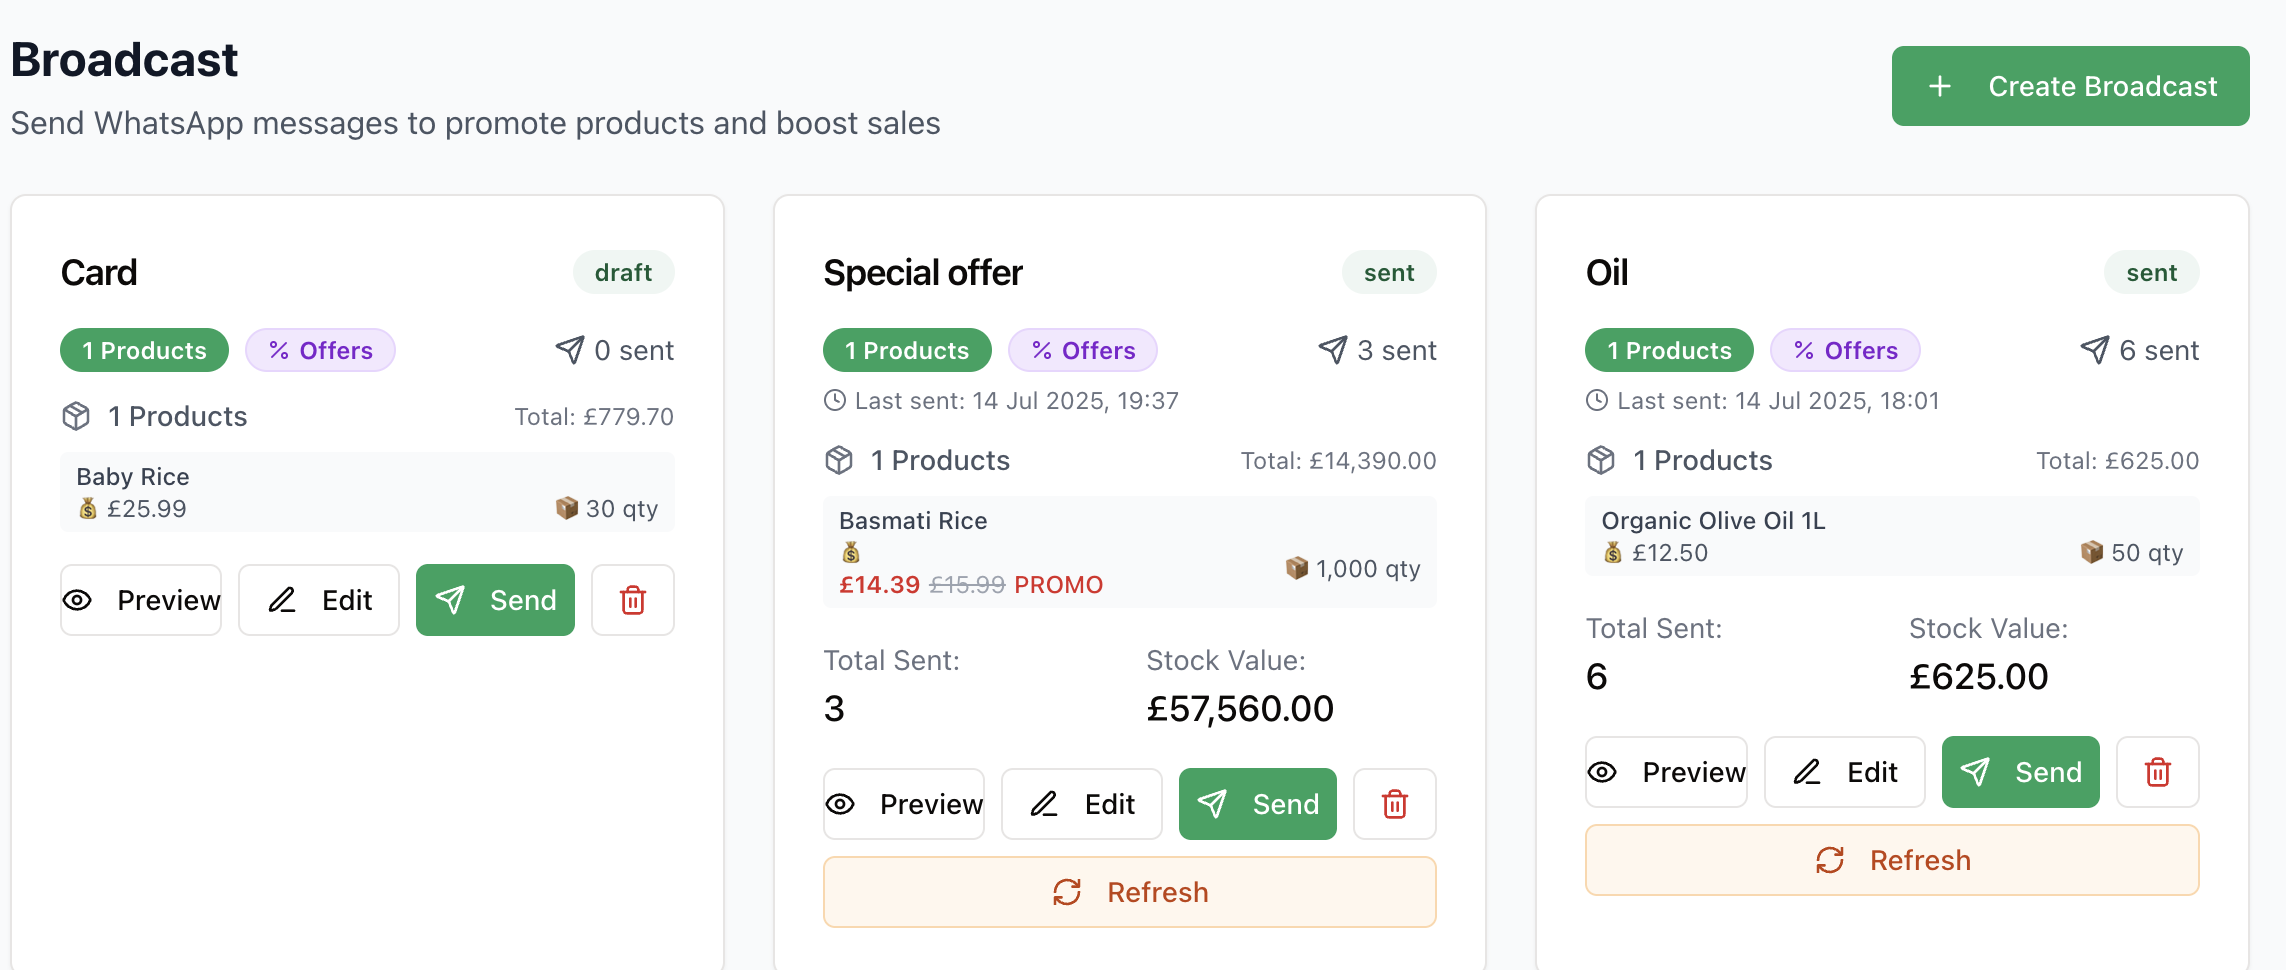 Broadcast
Send WhatsApp messages to promote products and boost sales
+ Create Broadcast
Card
draft
1 Products
% Offers
0 sent
1 Products
Total: £779.70
Baby Rice
💰 £25.99
📦 30 qty
Preview
Edit
Send
Special offer
sent
1 Products
% Offers
3 sent
Last sent: 14 Jul 2025, 19:37
1 Products
Total: £14,390.00
Basmati Rice
💰
£14.39 £15.99 PROMO
📦 1,000 qty
Total Sent:
3
Stock Value:
£57,560.00
Preview
Edit
Send
Refresh
Oil
sent
1 Products
% Offers
6 sent
Last sent: 14 Jul 2025, 18:01
1 Products
Total: £625.00
Organic Olive Oil 1L
💰 £12.50
📦 50 qty
Total Sent:
6
Stock Value:
£625.00
Preview
Edit
Send
Refresh